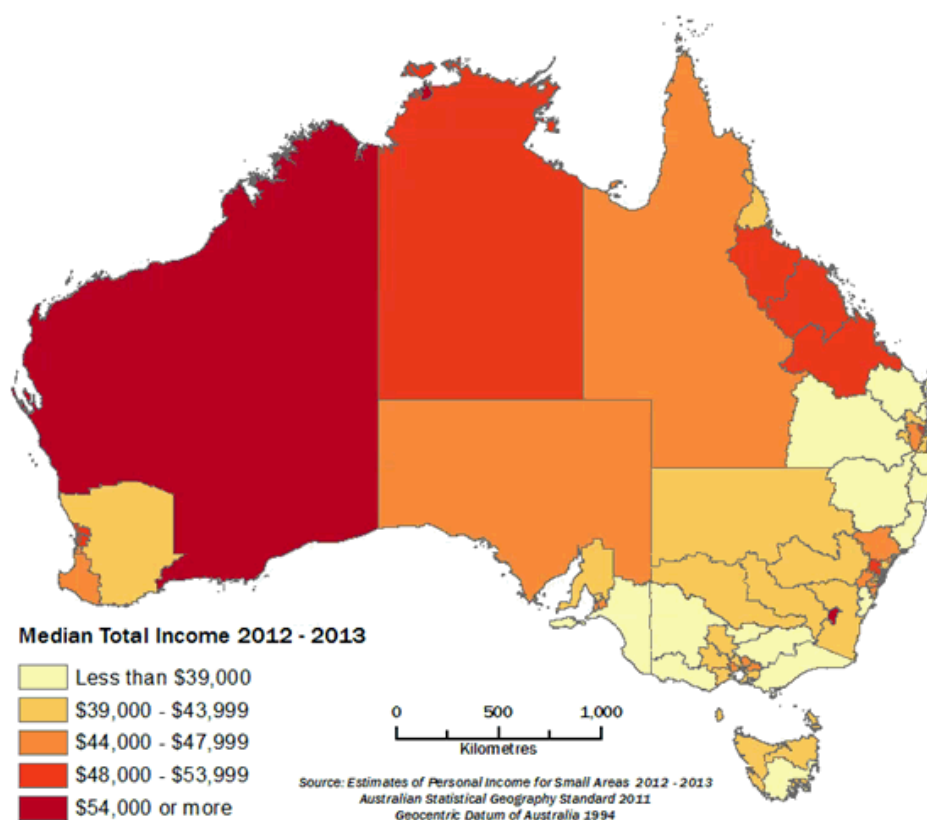 Median Total Income 2012 - 2013
Less than $39,000
$39,000 - $43,999
$44,000 - $47,999
$48,000 - $53,999
$54,000 or more
0 500 1,000
Kilometres
Source: Estimates of Personal Income for Small Areas 2012 - 2013
Australian Statistical Geography Standard 2011
Geocentric Datum of Australia 1994